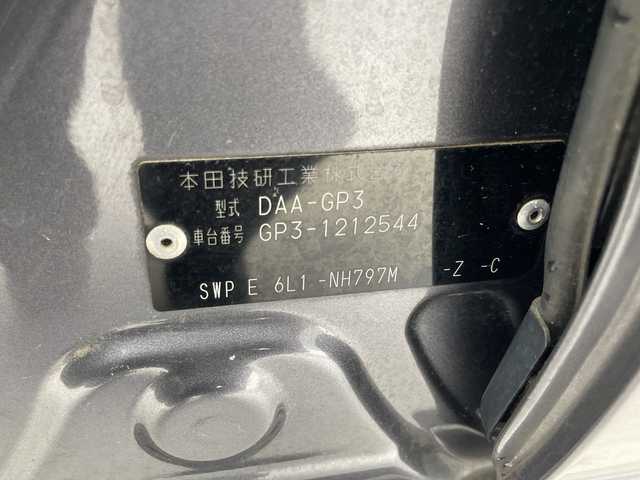 本田技研工業株式会社
型式 DAA-GP3
車台番号 GP3-1212544
SWP E 6L1 -NH797M -Z -C